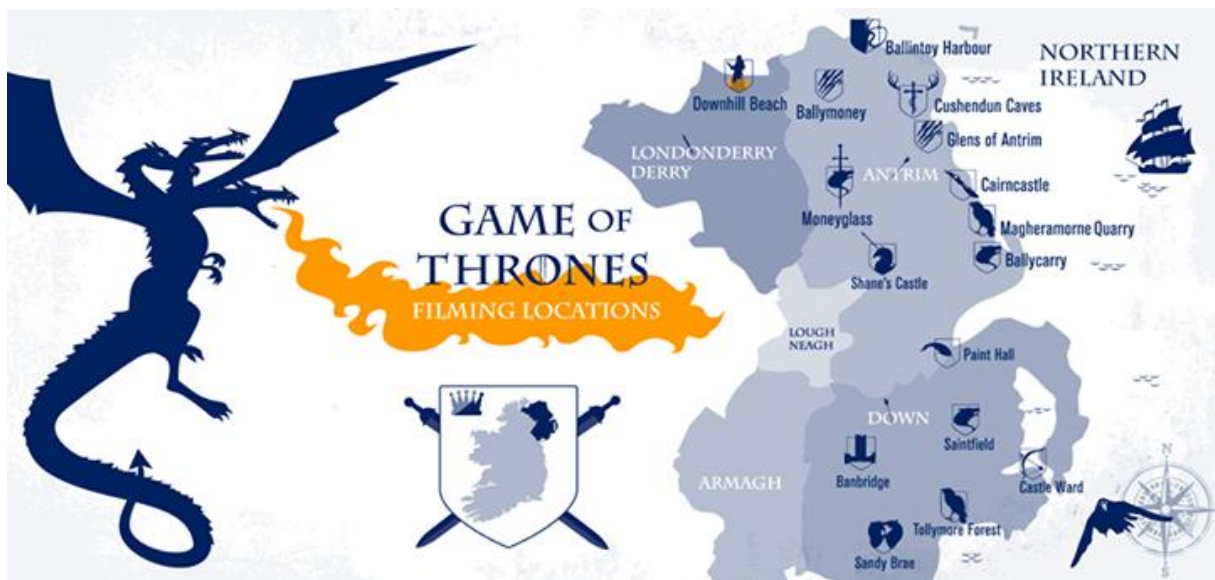 GAME OF
THRONES
FILMING LOCATIONS
NORTHERN
IRELAND
Ballintoy Harbour
Downhill Beach
Ballymoney
Cushendun Caves
Glens of Antrim
LONDONDERRY
DERRY
ANTRIM
Cairncastle
Moneyglass
Magheramorne Quarry
Ballycarry
Shane's Castle
LOUGH
NEAGH
Paint Hall
DOWN
Saintfield
Banbridge
Castle Ward
ARMAGH
Tollymore Forest
Sandy Brae
N
E
S